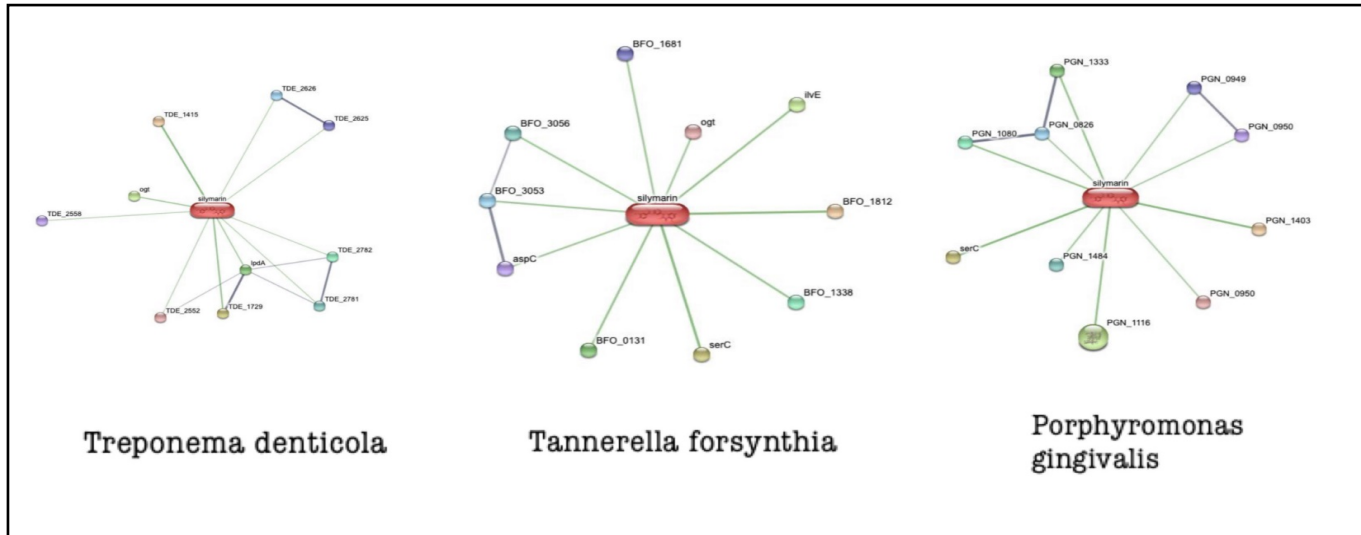 TDE_2626
TDE_1415
TDE_2625
ogt
silymarin
TDE_2558
TDE_2782
lpdA
TDE_2552
TDE_1729
TDE_2781
Treponema denticola
BFO_1681
ilvE
BFO_3056
ogt
BFO_3053
silymarin
BFO_1812
aspC
BFO_1338
BFO_0131
serC
Tannerella forsynthia
PGN_1333
PGN_0949
PGN_1080
PGN_0826
PGN_0950
silymarin
PGN_1403
serC
PGN_1484
PGN_0950
PGN_1116
Porphyromonas
gingivalis